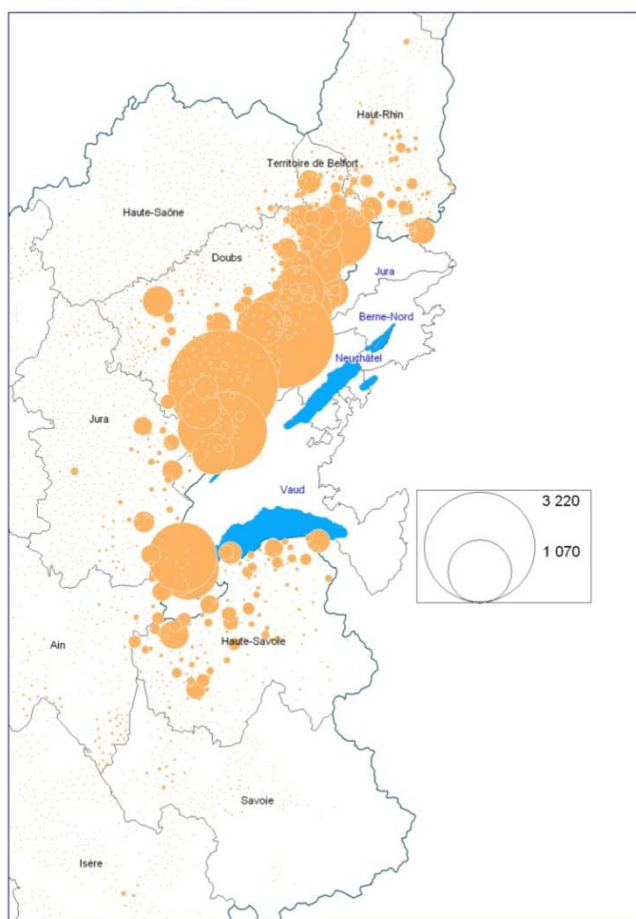 Haut-Rhin
Territoire de Belfort
Haute-Saône
Doubs
Jura
Berne-Nord
Neuchâtel
Jura
Vaud
3 220
1 070
Ain
Haute-Savoie
Savoie
Isère